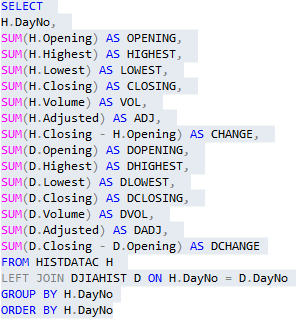 SELECT
H.DayNo,
SUM(H.Opening) AS OPENING,
SUM(H.Highest) AS HIGHEST,
SUM(H.Lowest) AS LOWEST,
SUM(H.Closing) AS CLOSING,
SUM(H.Volume) AS VOL,
SUM(H.Adjusted) AS ADJ,
SUM(H.Closing - H.Opening) AS CHANGE,
SUM(D.Opening) AS DOPENING,
SUM(D.Highest) AS DHIGHEST,
SUM(D.Lowest) AS DLOWEST,
SUM(D.Closing) AS DCLOSING,
SUM(D.Volume) AS DVOL,
SUM(D.Adjusted) AS DADJ,
SUM(D.Closing - D.Opening) AS DCHANGE
FROM HISTDATAC H
LEFT JOIN DJIAHIST D ON H.DayNo = D.DayNo
GROUP BY H.DayNo
ORDER BY H.DayNo